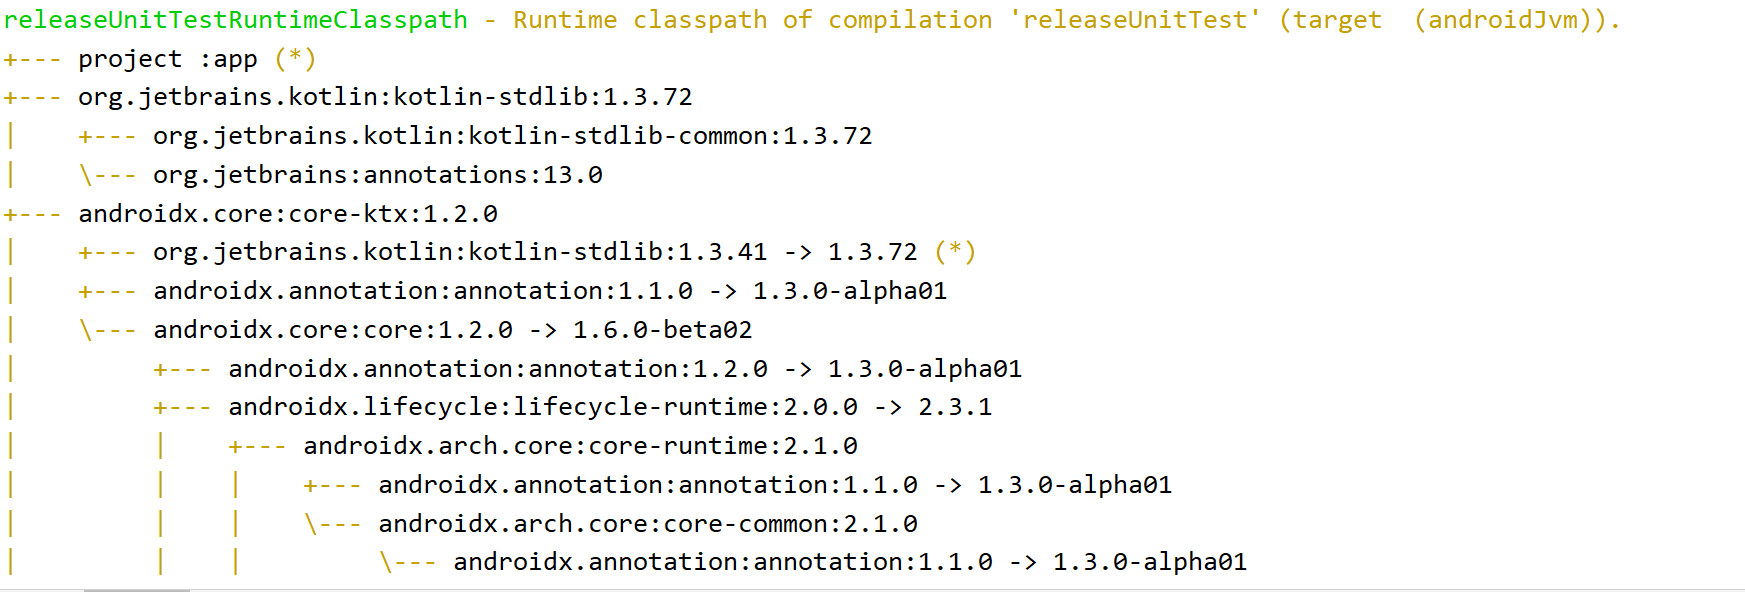 releaseUnitTestRuntimeClasspath - Runtime classpath of compilation 'releaseUnitTest' (target  (androidJvm)).
+--- project :app (*)
+--- org.jetbrains.kotlin:kotlin-stdlib:1.3.72
|    +--- org.jetbrains.kotlin:kotlin-stdlib-common:1.3.72
|    \--- org.jetbrains:annotations:13.0
+--- androidx.core:core-ktx:1.2.0
|    +--- org.jetbrains.kotlin:kotlin-stdlib:1.3.41 -> 1.3.72 (*)
|    +--- androidx.annotation:annotation:1.1.0 -> 1.3.0-alpha01
|    \--- androidx.core:core:1.2.0 -> 1.6.0-beta02
|         +--- androidx.annotation:annotation:1.2.0 -> 1.3.0-alpha01
|         +--- androidx.lifecycle:lifecycle-runtime:2.0.0 -> 2.3.1
|         |    +--- androidx.arch.core:core-runtime:2.1.0
|         |    |    +--- androidx.annotation:annotation:1.1.0 -> 1.3.0-alpha01
|         |    |    \--- androidx.arch.core:core-common:2.1.0
|         |    |         \--- androidx.annotation:annotation:1.1.0 -> 1.3.0-alpha01